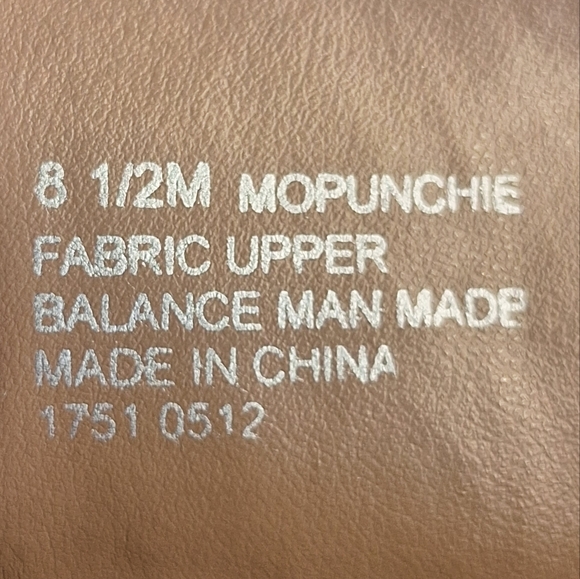 8 1/2M MOPUNCHIE
FABRIC UPPER
BALANCE MAN MADE
MADE IN CHINA
1751 0512